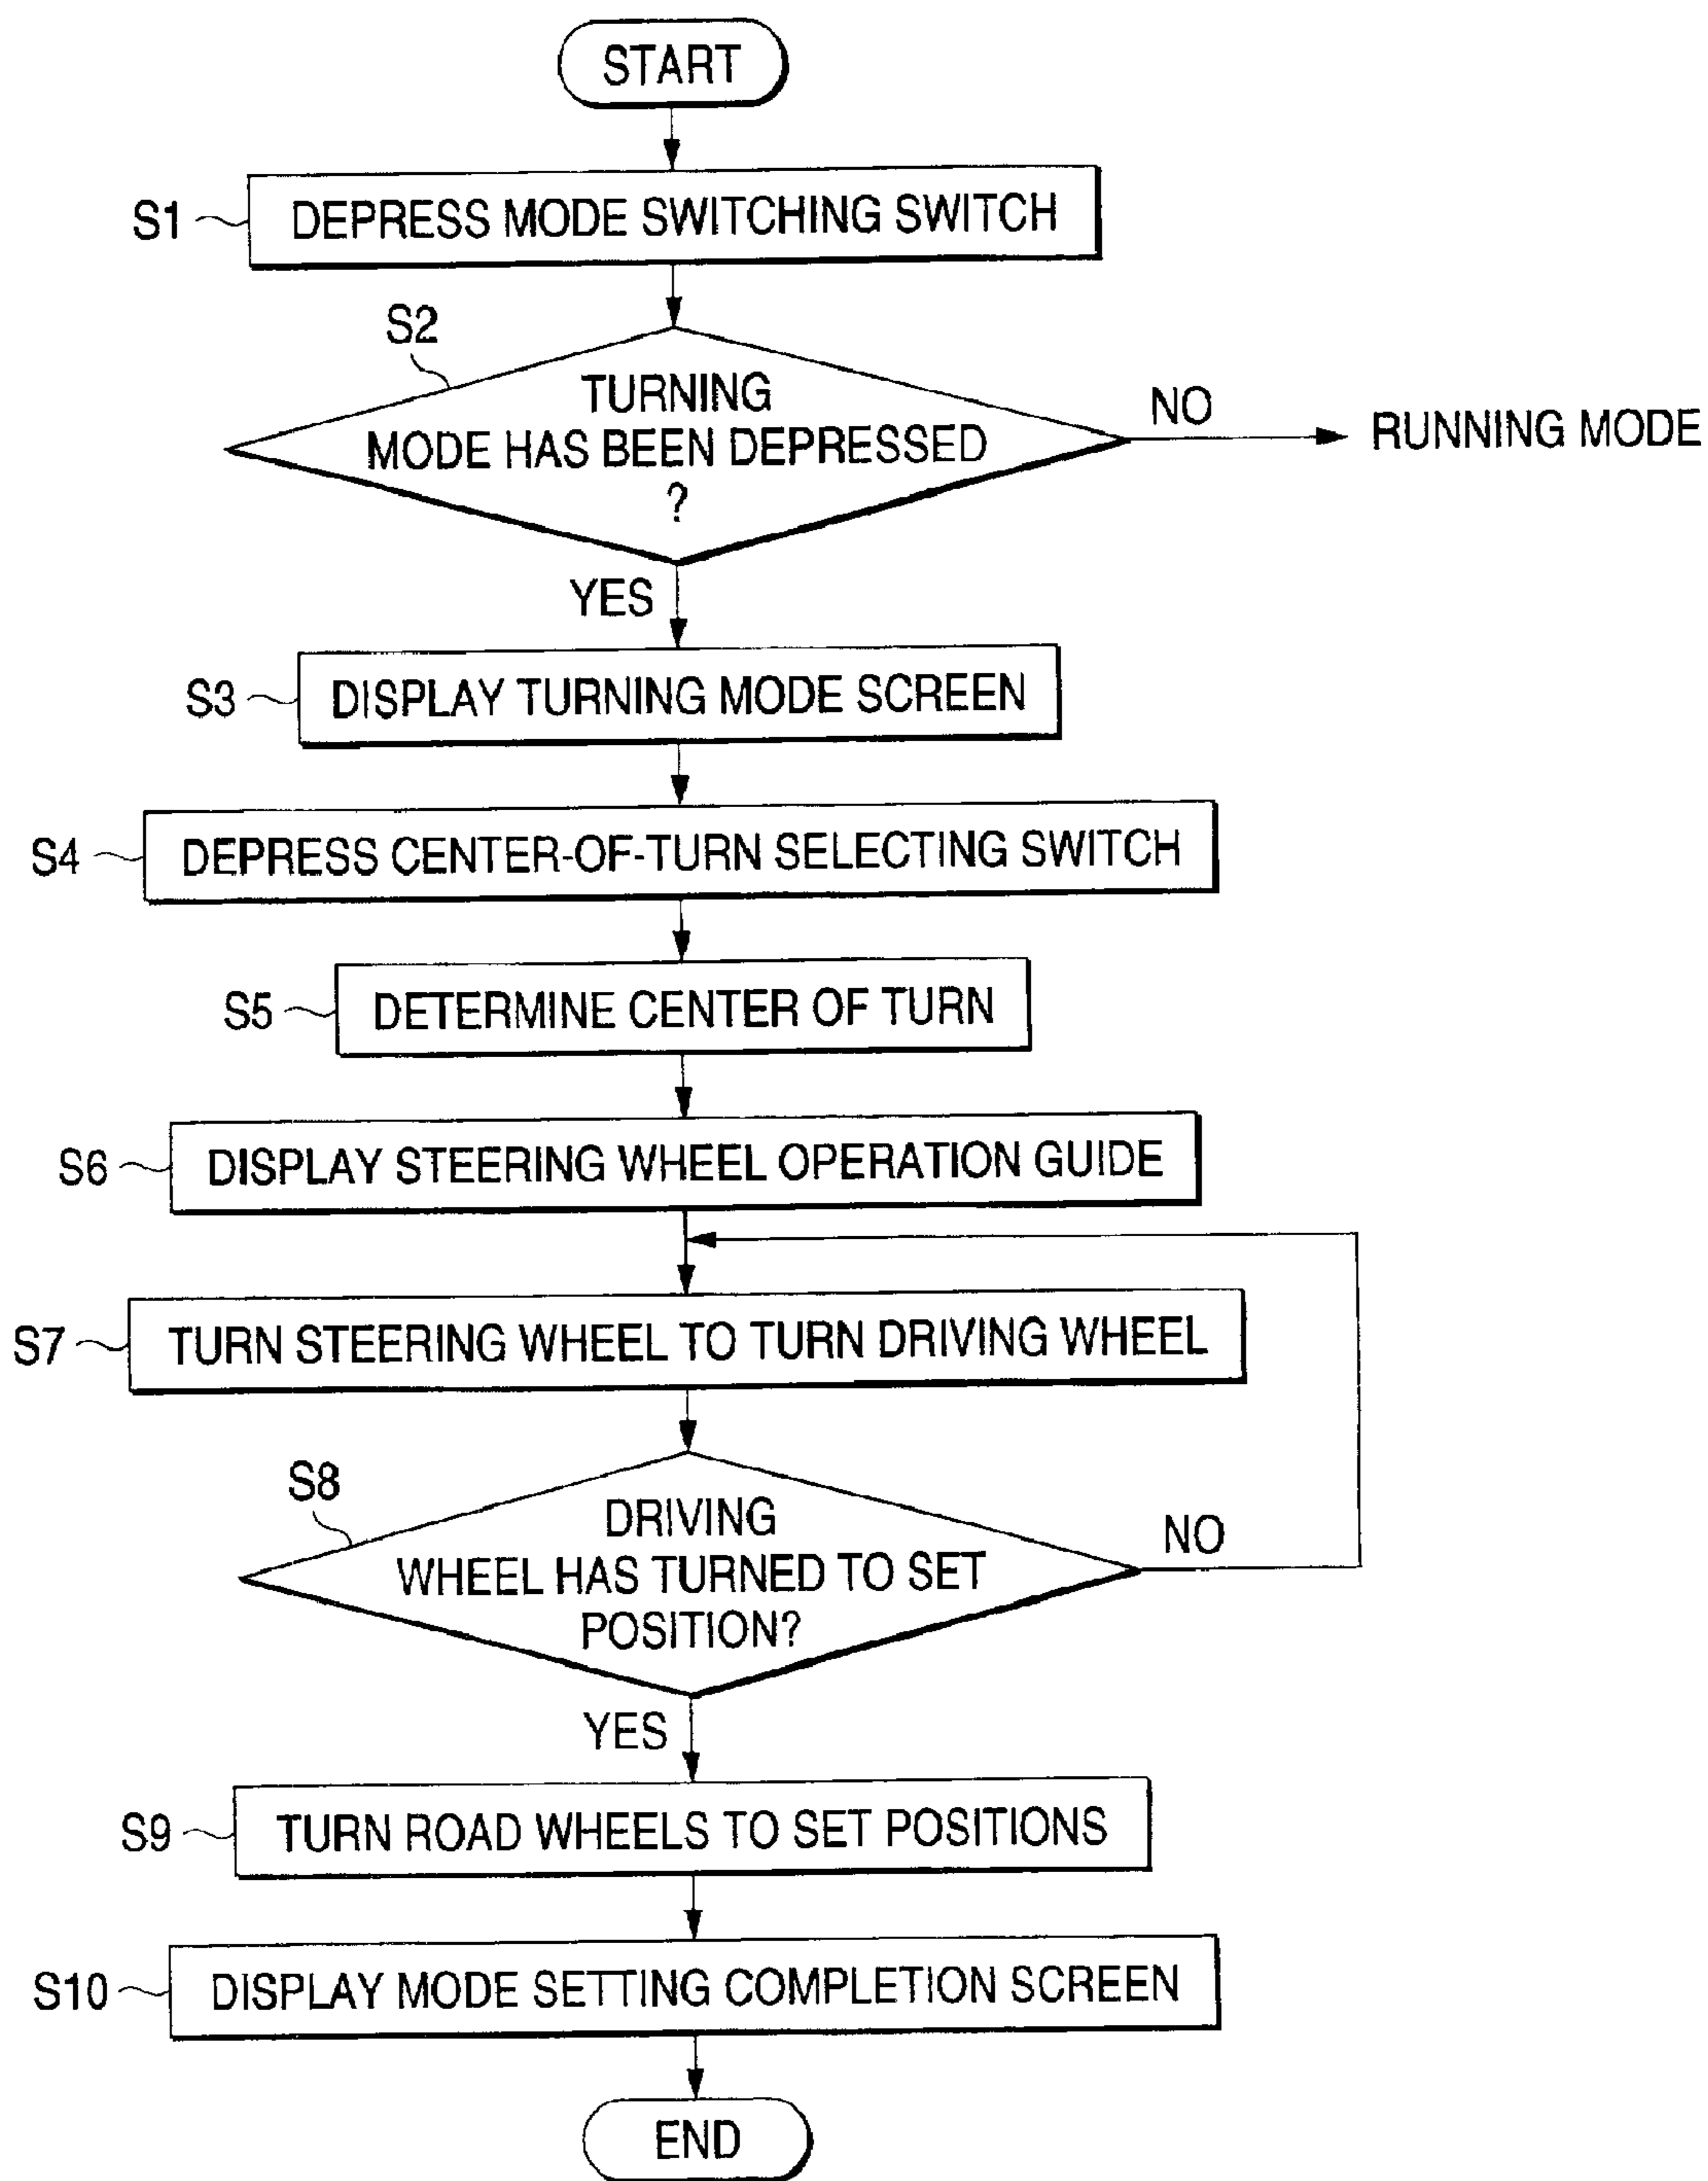 START
S1
DEPRESS MODE SWITCHING SWITCH
S2
TURNING
MODE HAS BEEN DEPRESSED
?
NO
RUNNING MODE
YES
S3
DISPLAY TURNING MODE SCREEN
S4
DEPRESS CENTER-OF-TURN SELECTING SWITCH
S5
DETERMINE CENTER OF TURN
S6
DISPLAY STEERING WHEEL OPERATION GUIDE
S7
TURN STEERING WHEEL TO TURN DRIVING WHEEL
S8
DRIVING
WHEEL HAS TURNED TO SET
POSITION?
NO
YES
S9
TURN ROAD WHEELS TO SET POSITIONS
S10
DISPLAY MODE SETTING COMPLETION SCREEN
END